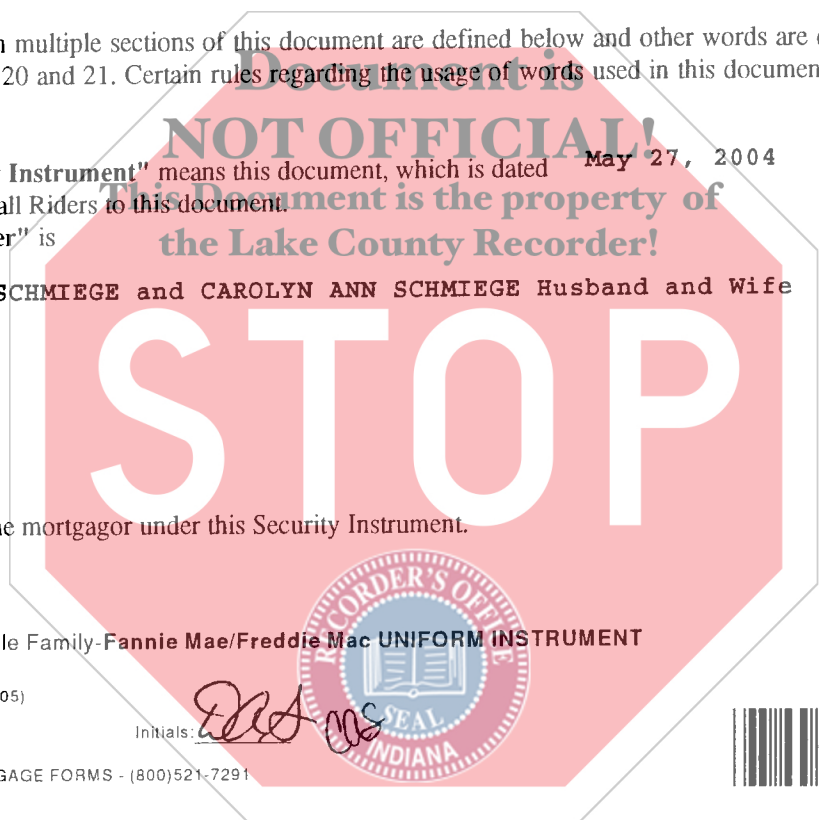 multiple sections of this document are defined below and other words are
20 and 21. Certain rules regarding the usage of words used in this document
Document is
NOT OFFICIAL!
Instrument" means this document, which is dated May 27, 2004
This Document is the property of
all Riders to this document.
er" is
the Lake County Recorder!
SCHMIEGE and CAROLYN ANN SCHMIEGE Husband and Wife
STOP
mortgagor under this Security Instrument.
RECORDER'S OFFICE
le Family-Fannie Mae/Freddie Mac UNIFORM INSTRUMENT
05)
SEAL
Initials: DAS CAS
INDIANA
GAGE FORMS - (800)521-7291